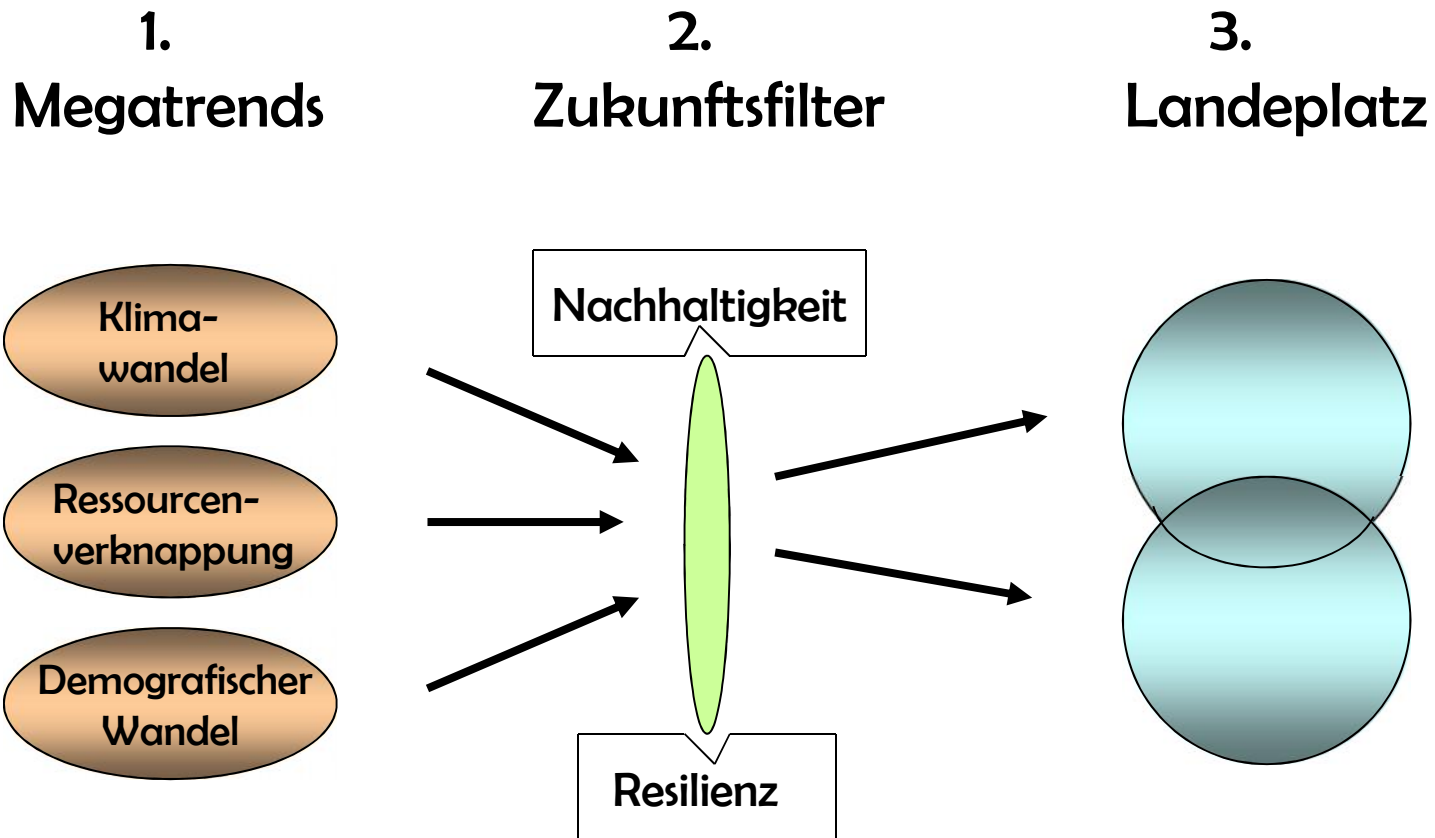 1.
Megatrends
2.
Zukunftsfilter
3.
Landeplatz
Klima-
wandel
Ressourcen-
verknappung
Demografischer
Wandel
Nachhaltigkeit
Resilienz